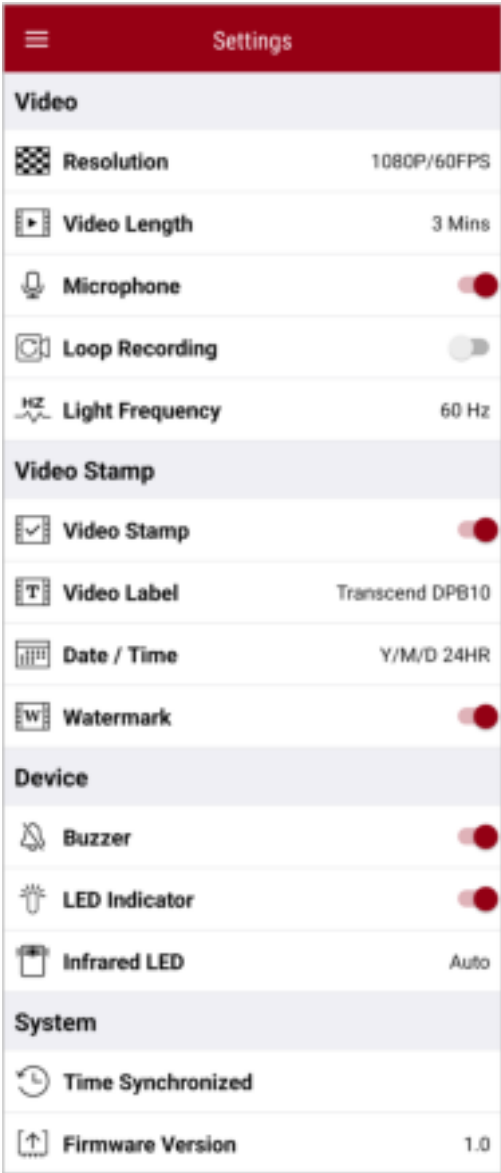 Settings
Video
Resolution 1080P/60FPS
Video Length 3 Mins
Microphone
Loop Recording
HZ Light Frequency 60 Hz
Video Stamp
Video Stamp
T Video Label Transcend DPB10
Date / Time Y/M/D 24HR
W Watermark
Device
Buzzer
LED Indicator
Infrared LED Auto
System
Time Synchronized
Firmware Version 1.0